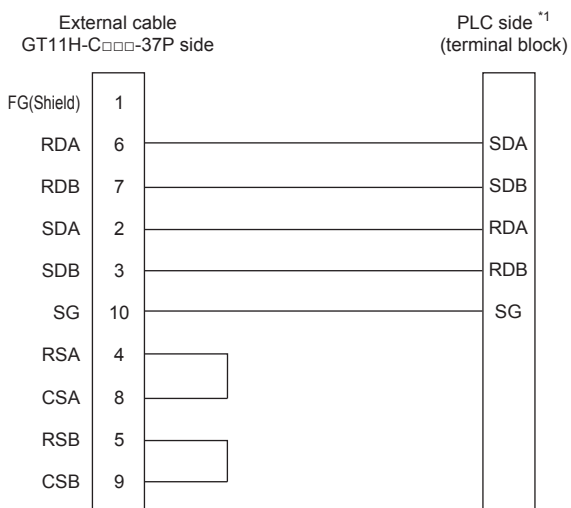 External cable
GT11H-C□□□-37P side
PLC side *1
(terminal block)
FG(Shield) 1
RDA 6 SDA
RDB 7 SDB
SDA 2 RDA
SDB 3 RDB
SG 10 SG
RSA 4
CSA 8
RSB 5
CSB 9